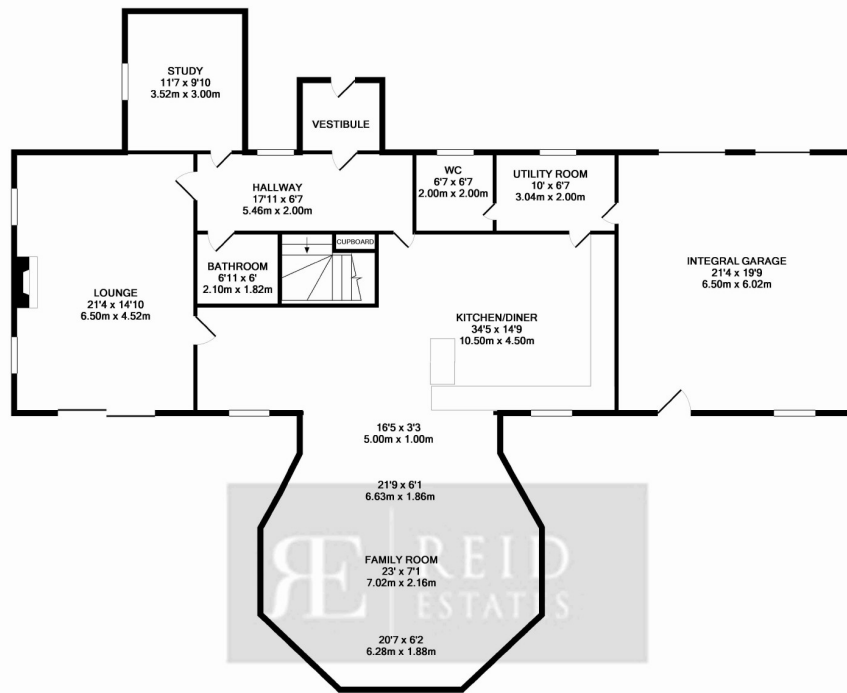 STUDY
11'7 x 9'10
3.52m x 3.00m
VESTIBULE
HALLWAY
17'11 x 6'7
5.46m x 2.00m
WC
6'7 x 6'7
2.00m x 2.00m
UTILITY ROOM
10' x 6'7
3.04m x 2.00m
CUPBOARD
BATHROOM
6'11 x 6'
2.10m x 1.82m
LOUNGE
21'4 x 14'10
6.50m x 4.52m
INTEGRAL GARAGE
21'4 x 19'9
6.50m x 6.02m
KITCHEN/DINER
34'5 x 14'9
10.50m x 4.50m
16'5 x 3'3
5.00m x 1.00m
21'9 x 6'1
6.63m x 1.86m
FAMILY ROOM
23' x 7'1
7.02m x 2.16m
20'7 x 6'2
6.28m x 1.88m
RE
REID
ESTATES